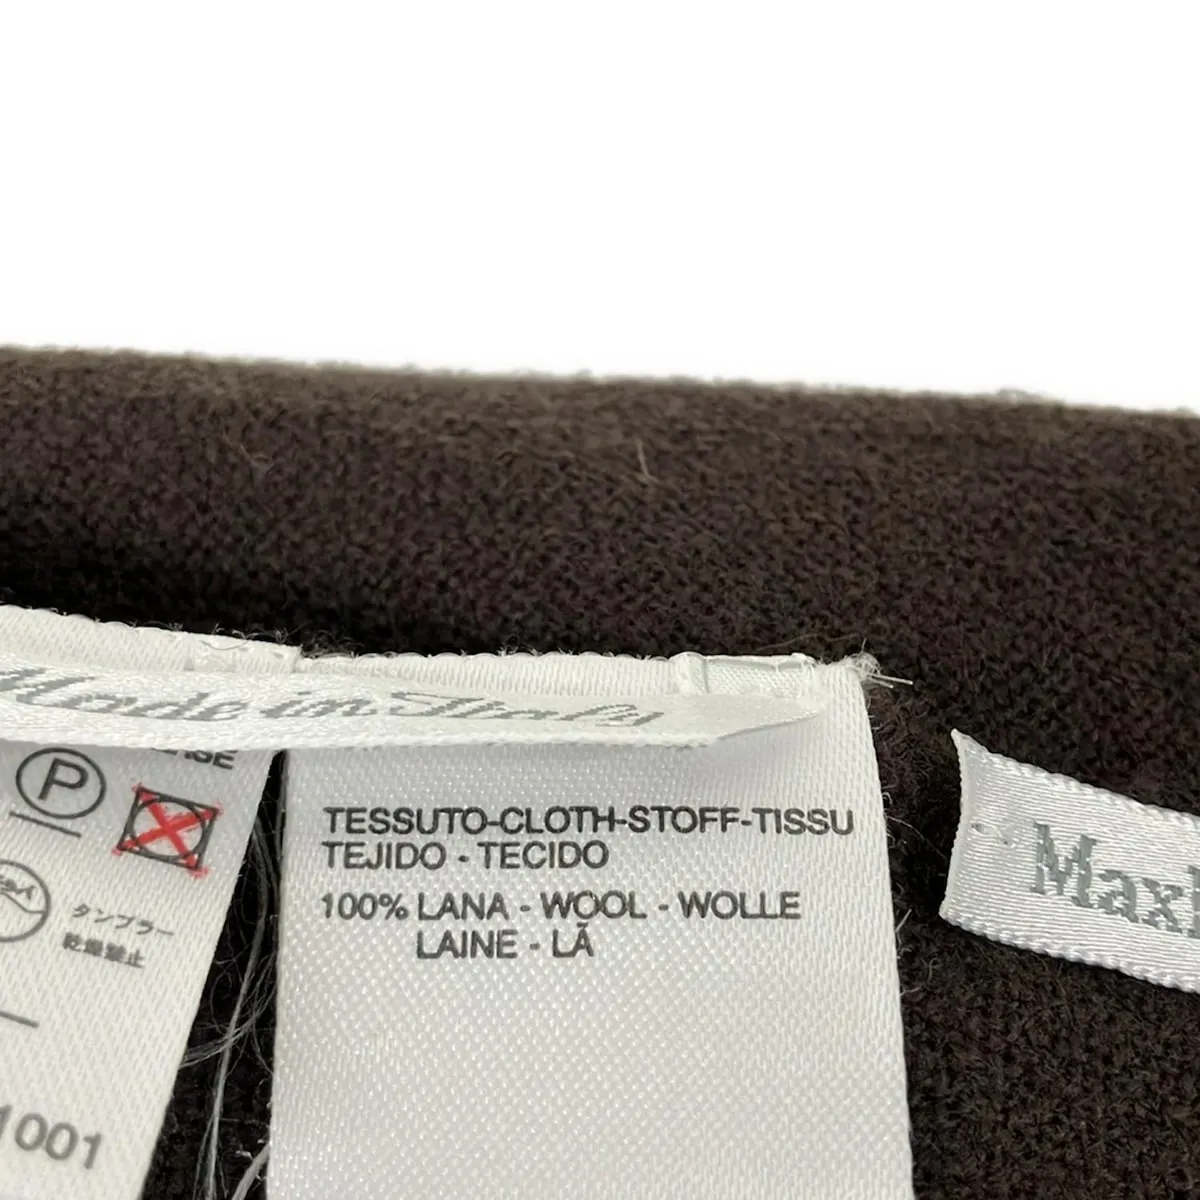 Made in Italy
P
タンブラー
乾燥禁止
1001
TESSUTO-CLOTH-STOFF-TISSU
TEJIDO - TECIDO
100% LANA - WOOL - WOLLE
LAINE - LÃ
Max